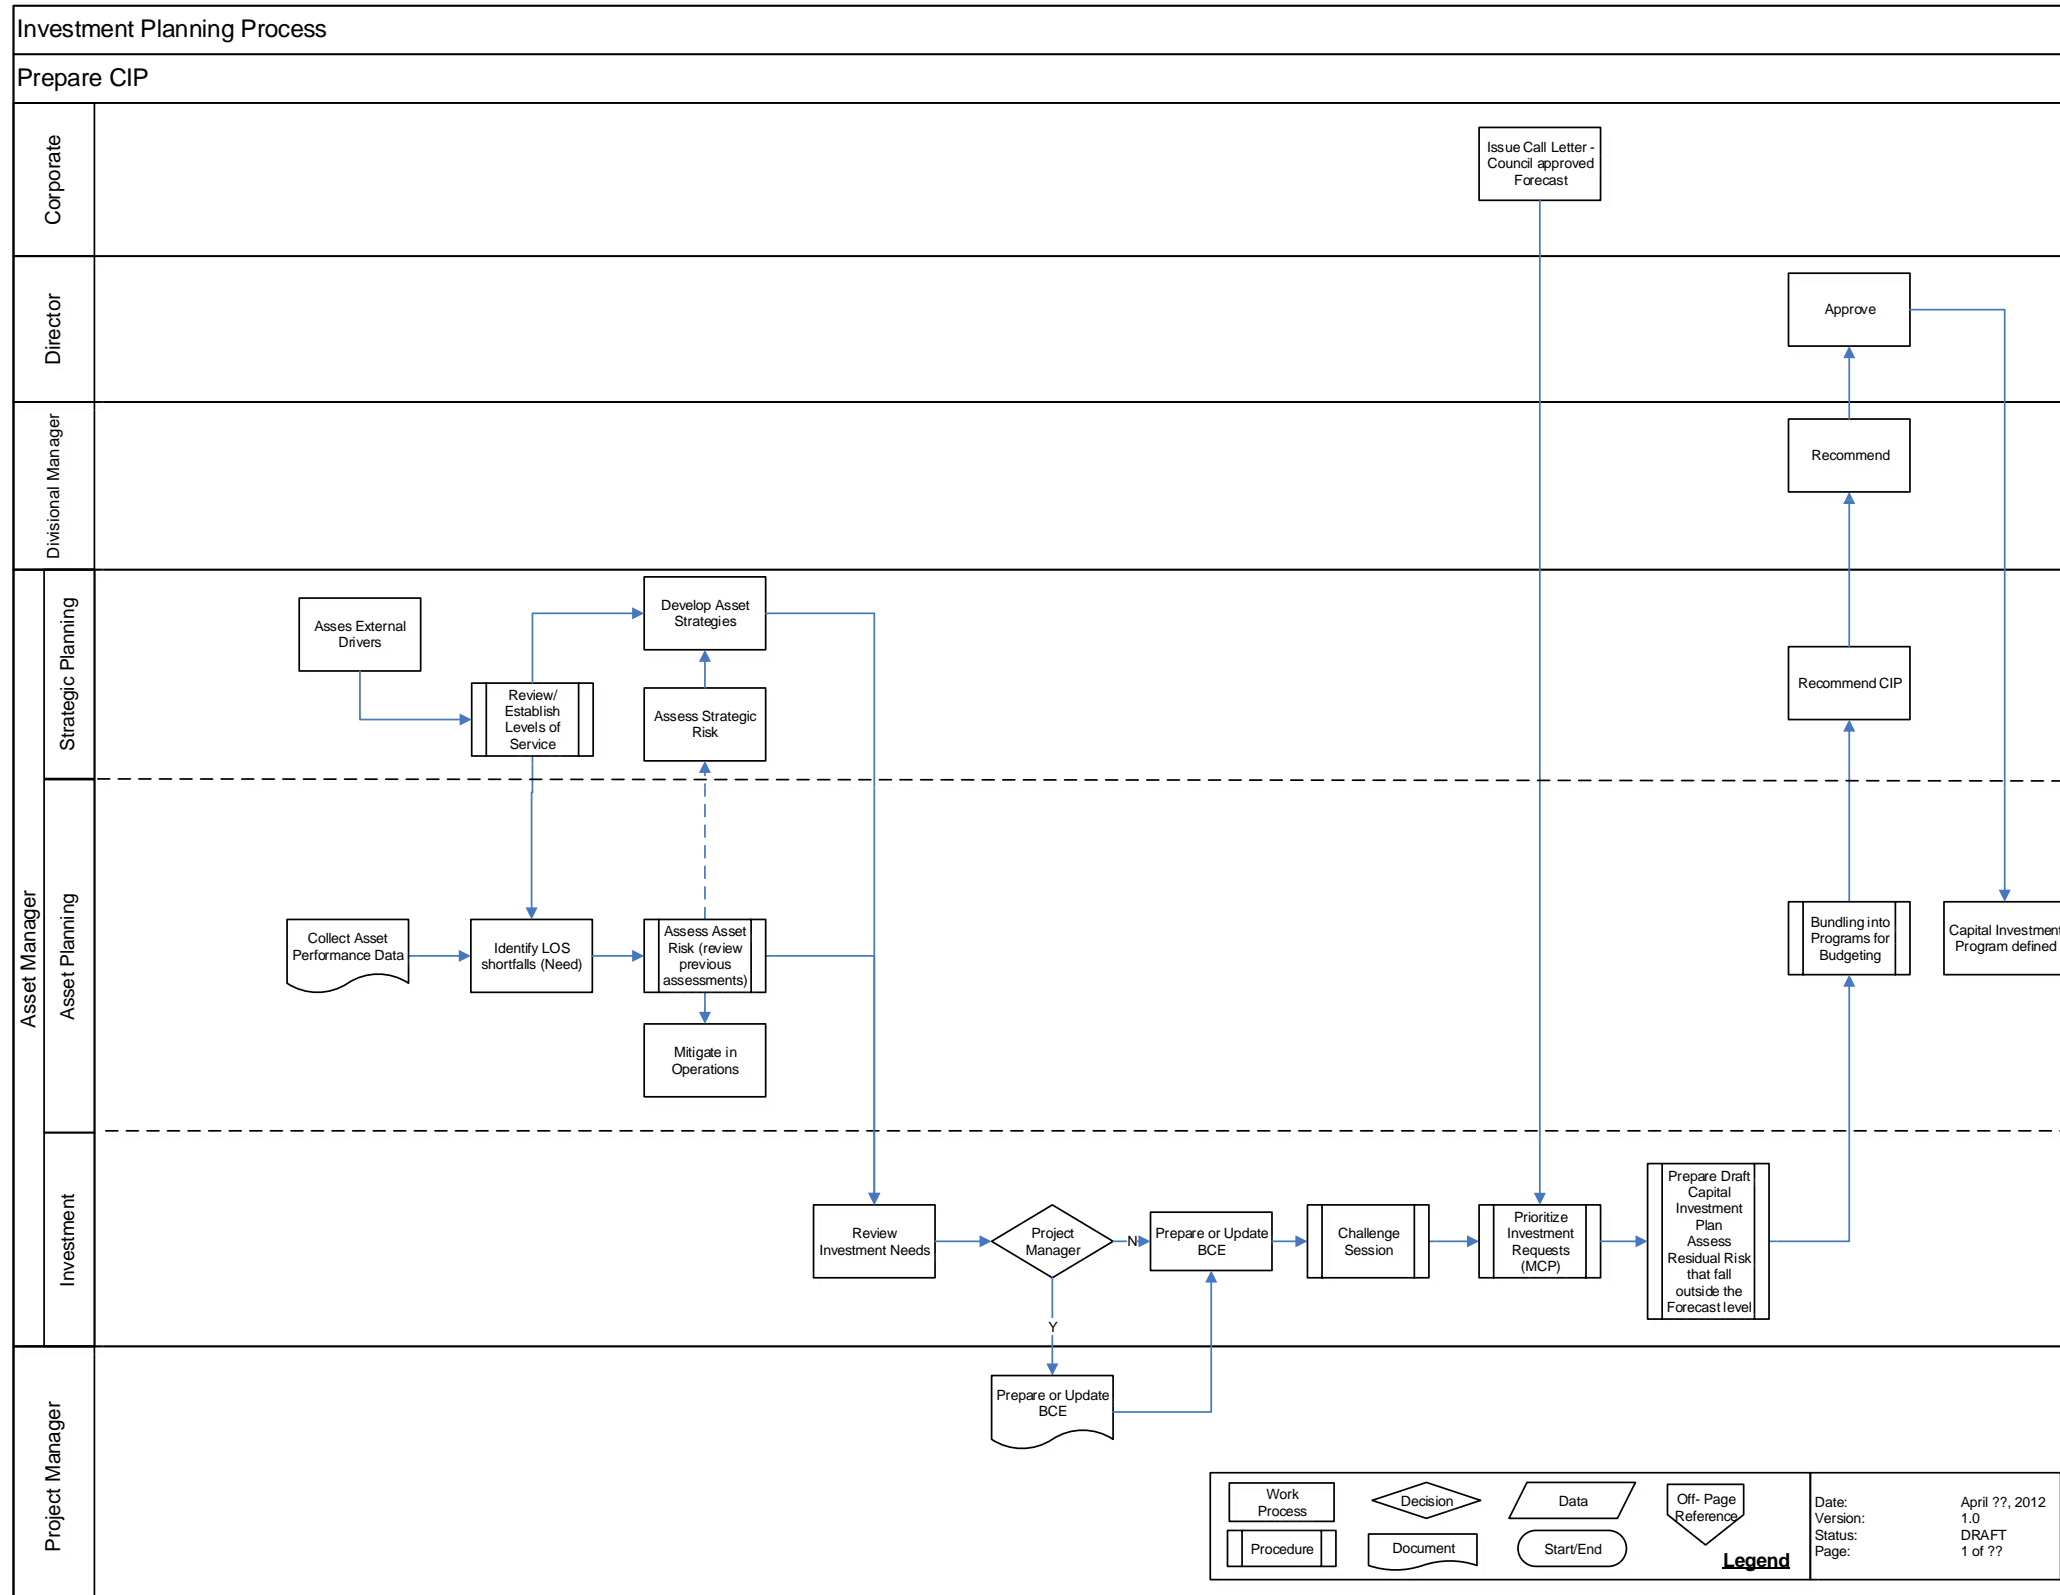 Investment Planning Process
Prepare CIP
Corporate
Issue Call Letter -
Council approved
Forecast
Director
Approve
Divisional Manager
Recommend
Asset Manager
Strategic Planning
Asses External
Drivers
Review/
Establish
Levels of
Service
Develop Asset
Strategies
Assess Strategic
Risk
Recommend CIP
Asset Planning
Collect Asset
Performance Data
Identify LOS
shortfalls (Need)
Assess Asset
Risk (review
previous
assessments)
Mitigate in
Operations
Bundling into
Programs for
Budgeting
Capital Investment
Program defined
Investment
Review
Investment Needs
Project
Manager
N
Y
Prepare or Update
BCE
Challenge
Session
Prioritize
Investment
Requests
(MCP)
Prepare Draft
Capital
Investment
Plan
Assess
Residual Risk
that fall
outside the
Forecast level
Project Manager
Prepare or Update
BCE
Work
Process
Decision
Data
Off- Page
Reference
Procedure
Document
Start/End
Legend
Date: April ??, 2012
Version: 1.0
Status: DRAFT
Page: 1 of ??